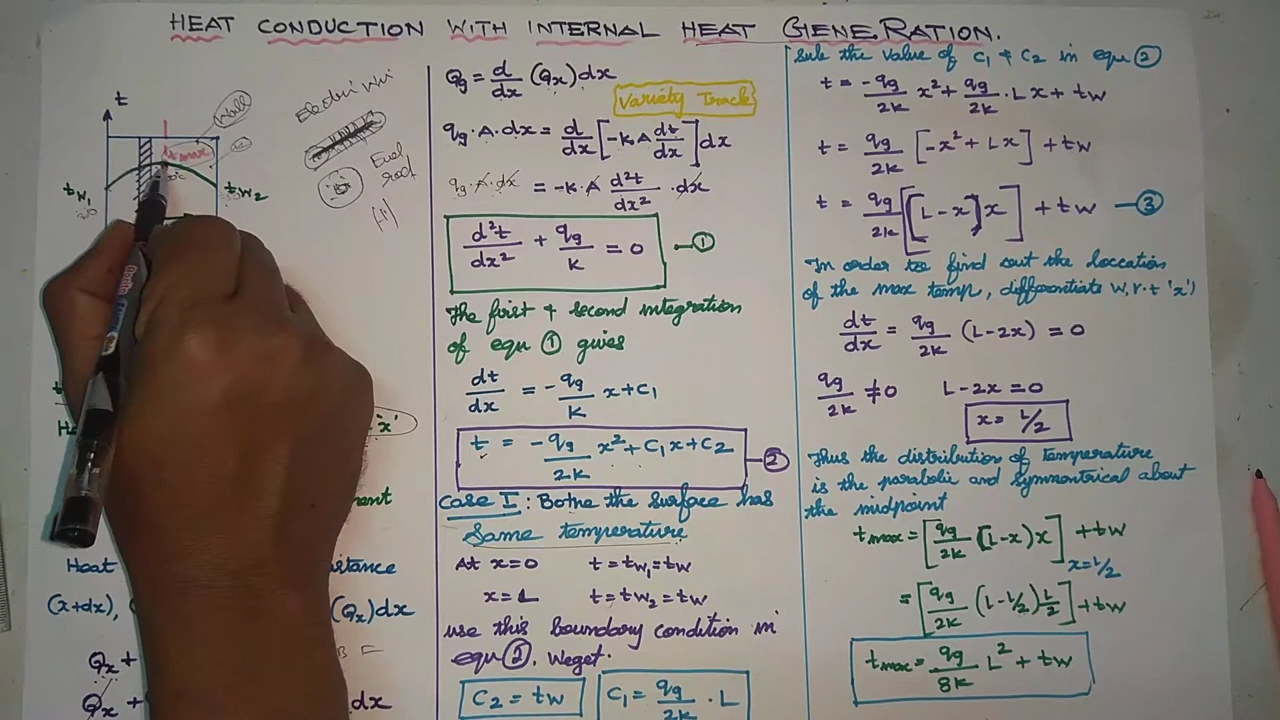 HEAT CONDUCTION WITH INTERNAL HEAT GENERATION.
t
Wall
t max
tw1
tw2
Electric wi
Fuel rod
'x'
ment
Heat
istance
(x+dx),
(Qx)dx
Qx +
Qx +
dx
Qg = d/dx (Qx) dx
Variety Track
qg · A · dx = d/dx [-KA dt/dx] dx
qg · A · dx = -K · A d²t/dx² · dx
d²t/dx² + qg/K = 0 - ①
The first & second integration
of equ ① gives
dt/dx = -qg/K x + C1
t = -qg/2K x² + C1x + C2 - ②
Case I : Bothe the surface has
Same temperature
At x=0 t = tw1 = tw
x = L t = tw2 = tw
use this boundary condition in
equ ②. We get.
C2 = tw C1 = qg/2K · L
sub the value of C1 & C2 in equ ②
t = -qg/2K x² + qg/2K · Lx + tw
t = qg/2K [-x² + Lx] + tw
t = qg/2K [(L-x)x] + tw - ③
In order to find out the loccation
of the max temp, differentiate W.r.t 'x')
dt/dx = qg/2K (L-2x) = 0
qg/2K ≠ 0 L-2x = 0
x = L/2
Thus the distribution of temperature
is the parabolic and symmontrical about
the midpoint
tmax = [qg/2K (L-x)x] + tw
x=L/2
= [qg/2K (L-L/2) L/2] + tw
tmax = qg/8K L² + tw